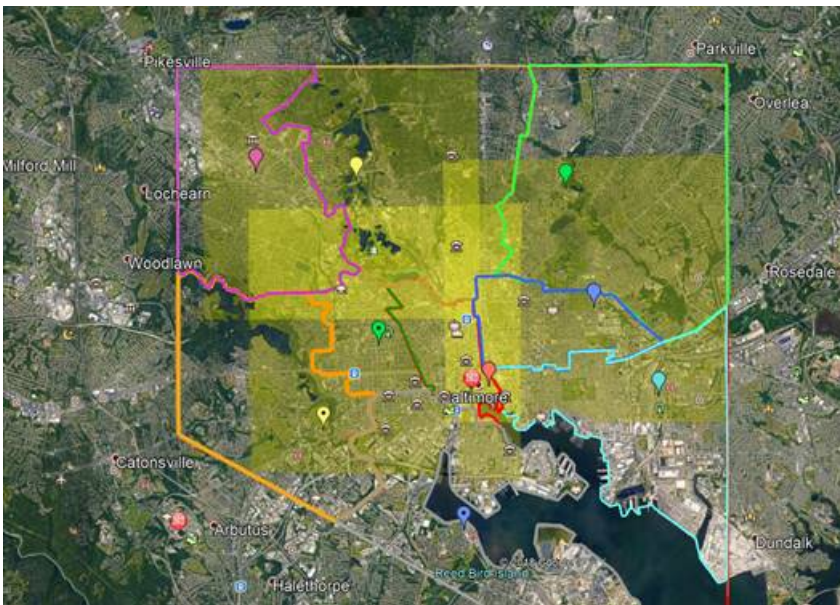 Pikesville
Parkville
Overlea
Milford Mill
Lochearn
Woodlawn
Rosedale
Baltimore
Catonsville
Arbutus
Dundalk
Reed Bird Island
Halethorpe